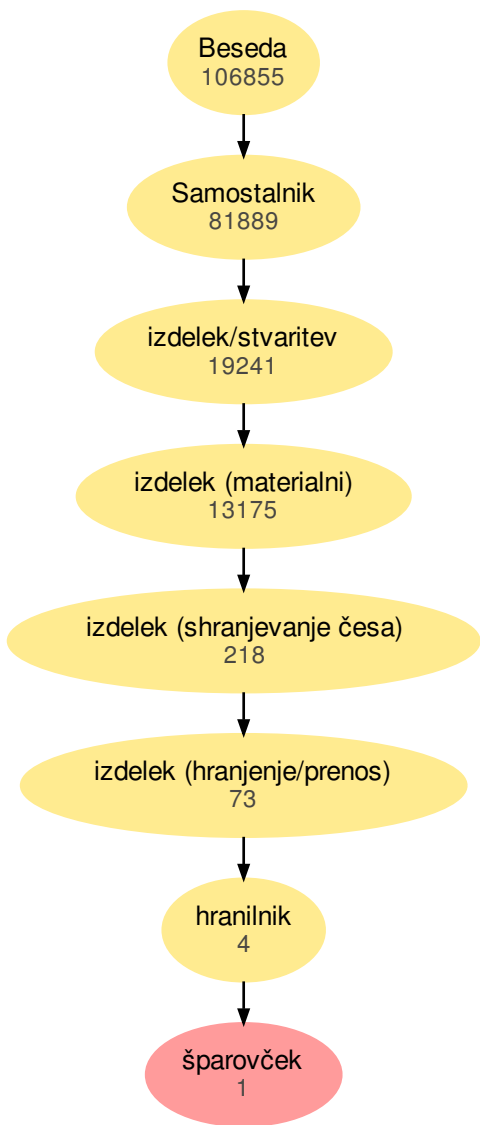 Beseda
106855
Samostalnik
81889
izdelek/stvaritev
19241
izdelek (materialni)
13175
izdelek (shranjevanje česa)
218
izdelek (hranjenje/prenos)
73
hranilnik
4
šparovček
1